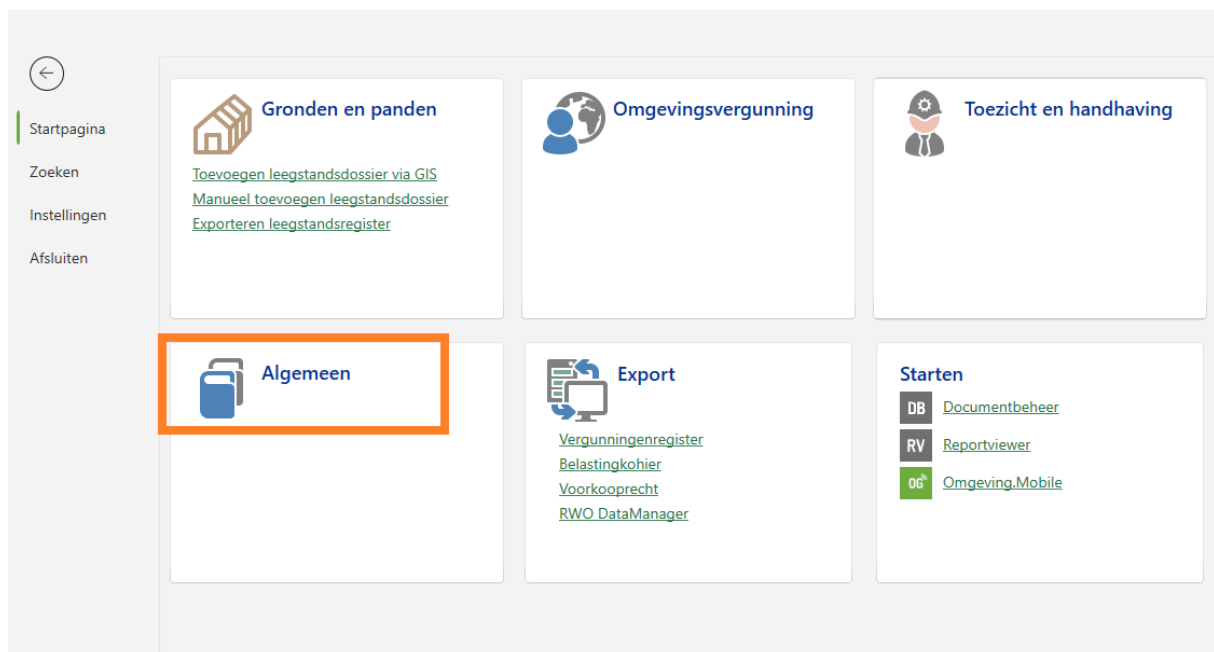 Startpagina
Zoeken
Instellingen
Afsluiten
Gronden en panden
Toevoegen leegstandsdossier via GIS
Manueel toevoegen leegstandsdossier
Exporteren leegstandsregister
Omgevingsvergunning
Toezicht en handhaving
Algemeen
Export
Vergunningenregister
Belastingkohier
Voorkooprecht
RWO DataManager
Starten
DB Documentbeheer
RV Reportviewer
OG Omgeving.Mobile